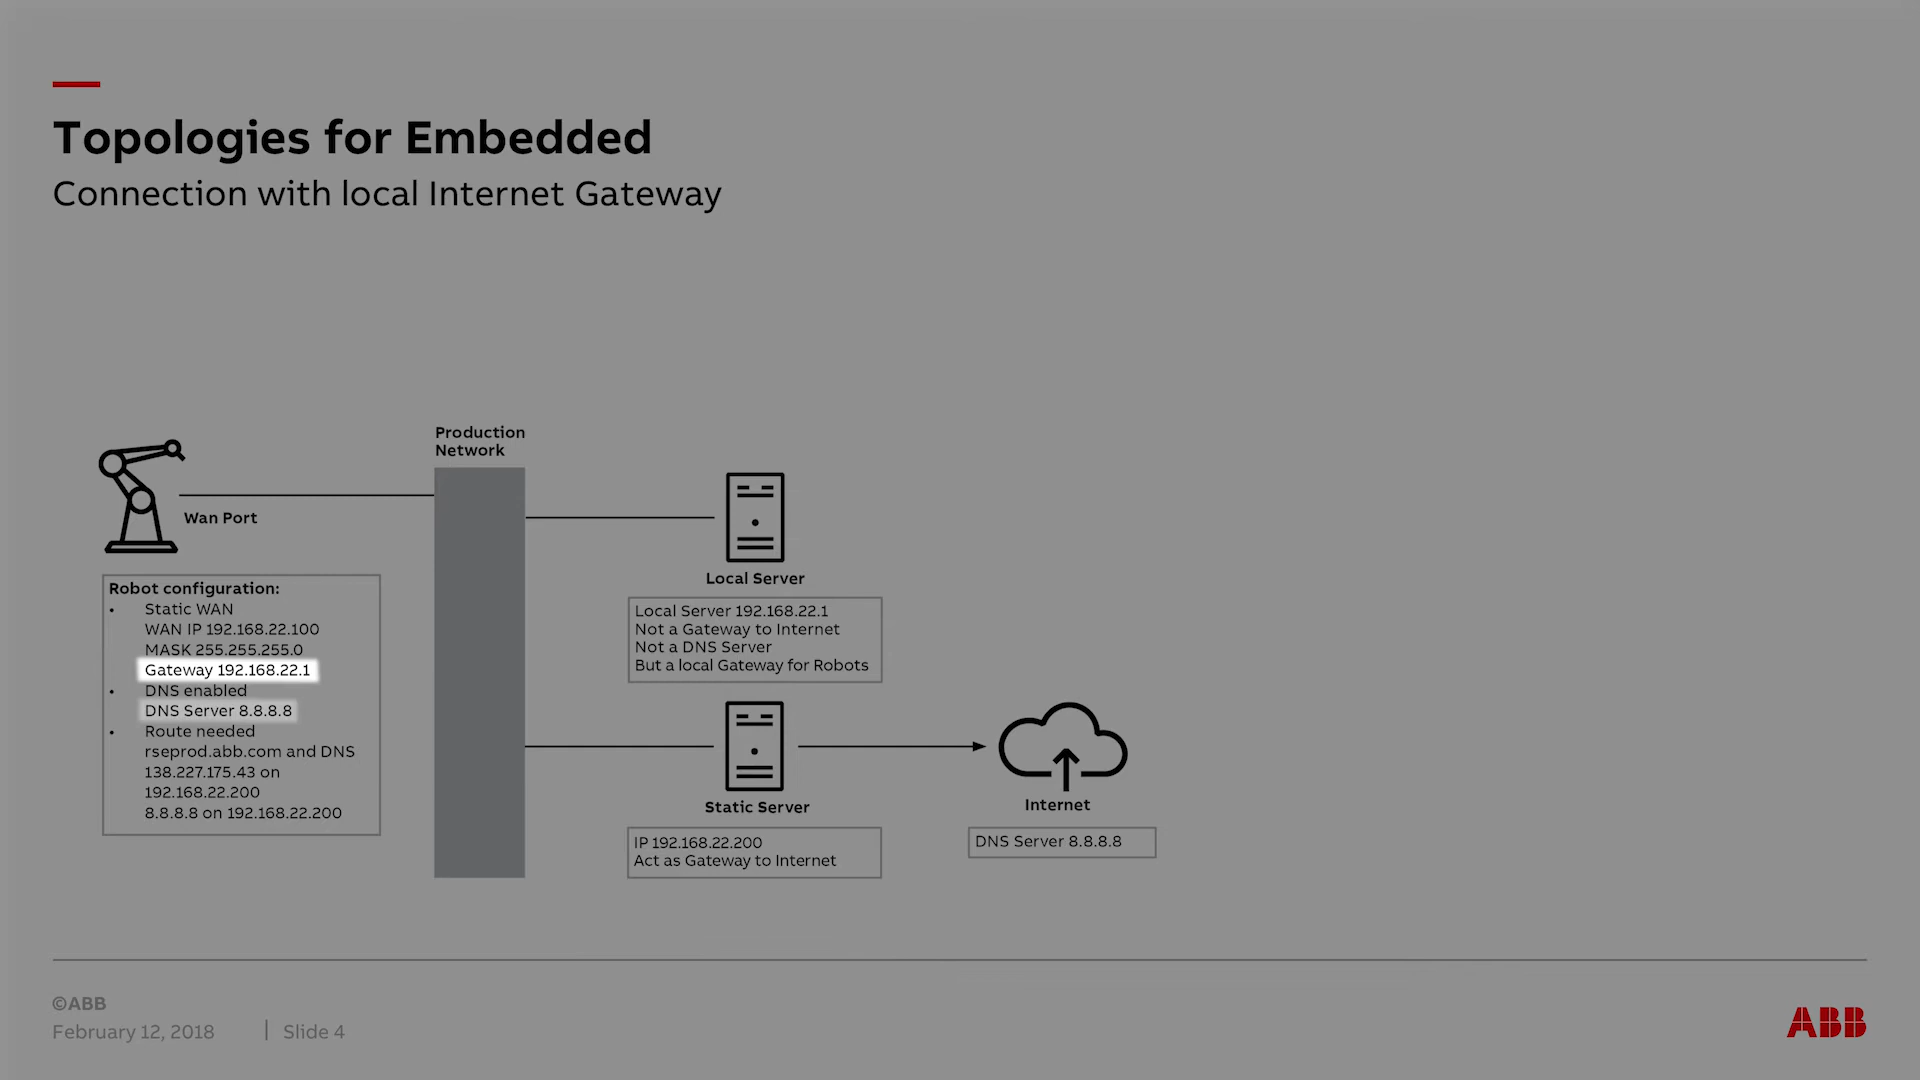 Topologies for Embedded
Connection with local Internet Gateway
Production
Network
Wan Port
Robot configuration:
• Static WAN
WAN IP 192.168.22.100
MASK 255.255.255.0
Gateway 192.168.22.1
• DNS enabled
DNS Server 8.8.8.8
• Route needed
rseprod.abb.com and DNS
138.227.175.43 on
192.168.22.200
8.8.8.8 on 192.168.22.200
Local Server
Local Server 192.168.22.1
Not a Gateway to Internet
Not a DNS Server
But a local Gateway for Robots
Static Server
IP 192.168.22.200
Act as Gateway to Internet
Internet
DNS Server 8.8.8.8
©ABB
February 12, 2018 | Slide 4
ABB